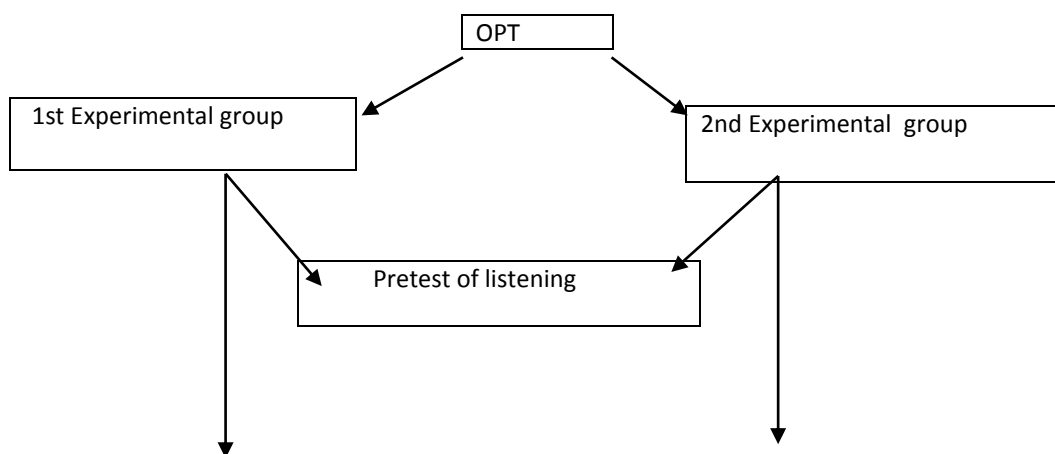 OPT
1st Experimental group
2nd Experimental group
Pretest of listening